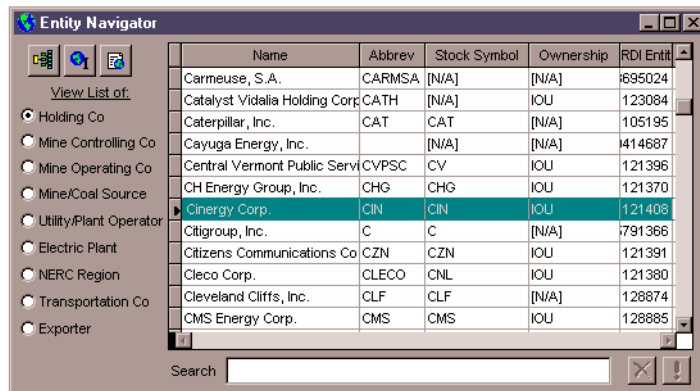 Entity Navigator
View List of:
Holding Co
Mine Controlling Co
Mine Operating Co
Mine/Coal Source
Utility/Plant Operator
Electric Plant
NERC Region
Transportation Co
Exporter
Name Abbrev Stock Symbol Ownership RDI Entit
Carmeuse, S.A. CARMSA [N/A] [N/A] 3695024
Catalyst Vidalia Holding Corp CATH [N/A] IOU 123084
Caterpillar, Inc. CAT CAT [N/A] 105195
Cayuga Energy, Inc. [N/A] [N/A] 0414687
Central Vermont Public Servi CVPSC CV IOU 121396
CH Energy Group, Inc. CHG CHG IOU 121370
Cinergy Corp. CIN CIN IOU 121408
Citigroup, Inc. C C [N/A] 5791366
Citizens Communications Co CZN CZN IOU 121391
Cleco Corp. CLECO CNL IOU 121380
Cleveland Cliffs, Inc. CLF CLF [N/A] 128874
CMS Energy Corp. CMS CMS IOU 128885
Search